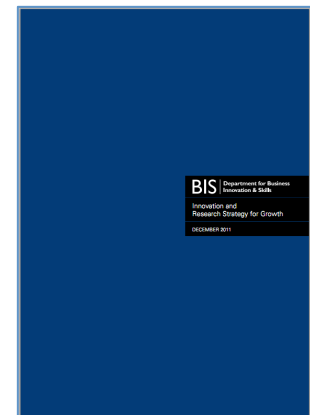 BIS Department for Business
Innovation & Skills
Innovation and
Research Strategy for Growth
DECEMBER 2011